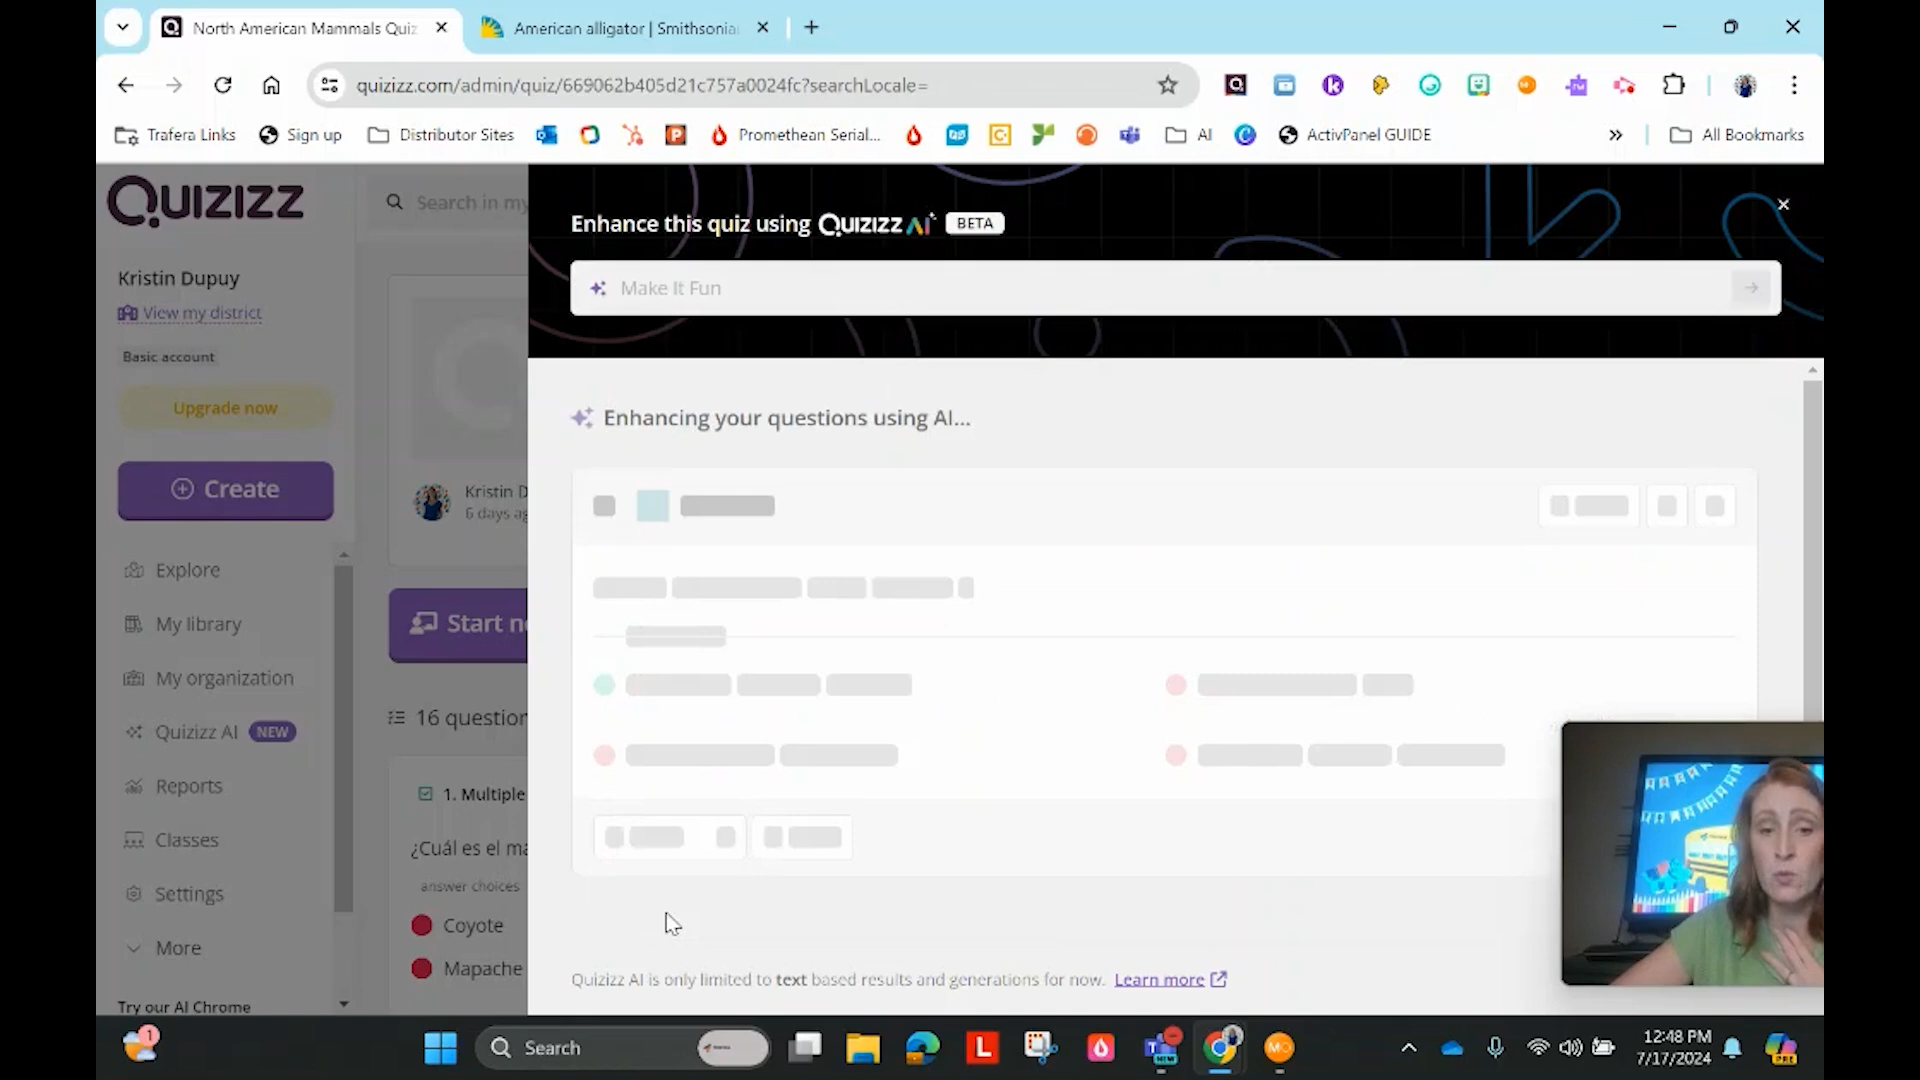 North American Mammals Quiz
American alligator | Smithsonia
quizizz.com/admin/quiz/669062b405d21c757a0024fc?searchLocale=
Trafera Links
Sign up
Distributor Sites
Promethean Serial...
AI
ActivPanel GUIDE
All Bookmarks
QUIZIZZ
Search in my
Kristin Dupuy
View my district
Basic account
Upgrade now
Create
Explore
My library
My organization
Quizizz AI NEW
Reports
Classes
Settings
More
Try our AI Chrome
Kristin D
6 days ag
Start n
16 question
1. Multiple
¿Cuál es el ma
answer choices
Coyote
Mapache
Enhance this quiz using QUIZIZZ AI BETA
Make It Fun
Enhancing your questions using AI...
Quizizz AI is only limited to text based results and generations for now. Learn more
1
Search
12:48 PM
7/17/2024